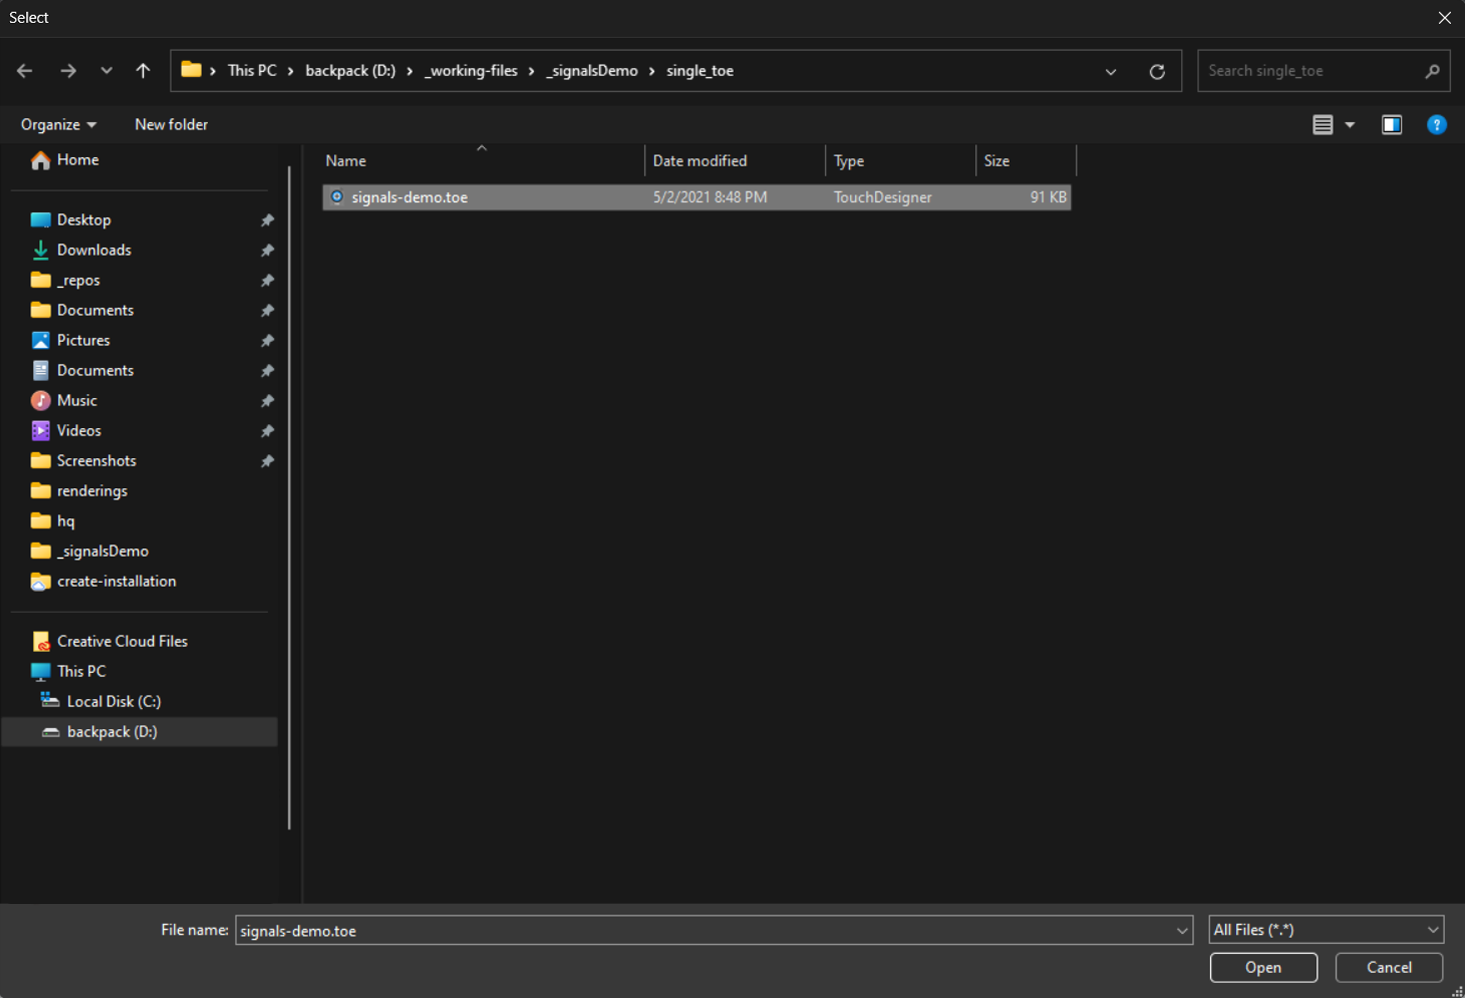 Select
This PC > backpack (D:) > _working-files > _signalsDemo > single_toe
Search single_toe
Organize
New folder
?
Home
Desktop
Downloads
_repos
Documents
Pictures
Documents
Music
Videos
Screenshots
renderings
hq
_signalsDemo
create-installation
Creative Cloud Files
This PC
Local Disk (C:)
backpack (D:)
Name Date modified Type Size
signals-demo.toe 5/2/2021 8:48 PM TouchDesigner 91 KB
File name: signals-demo.toe
All Files (*.*)
Open Cancel